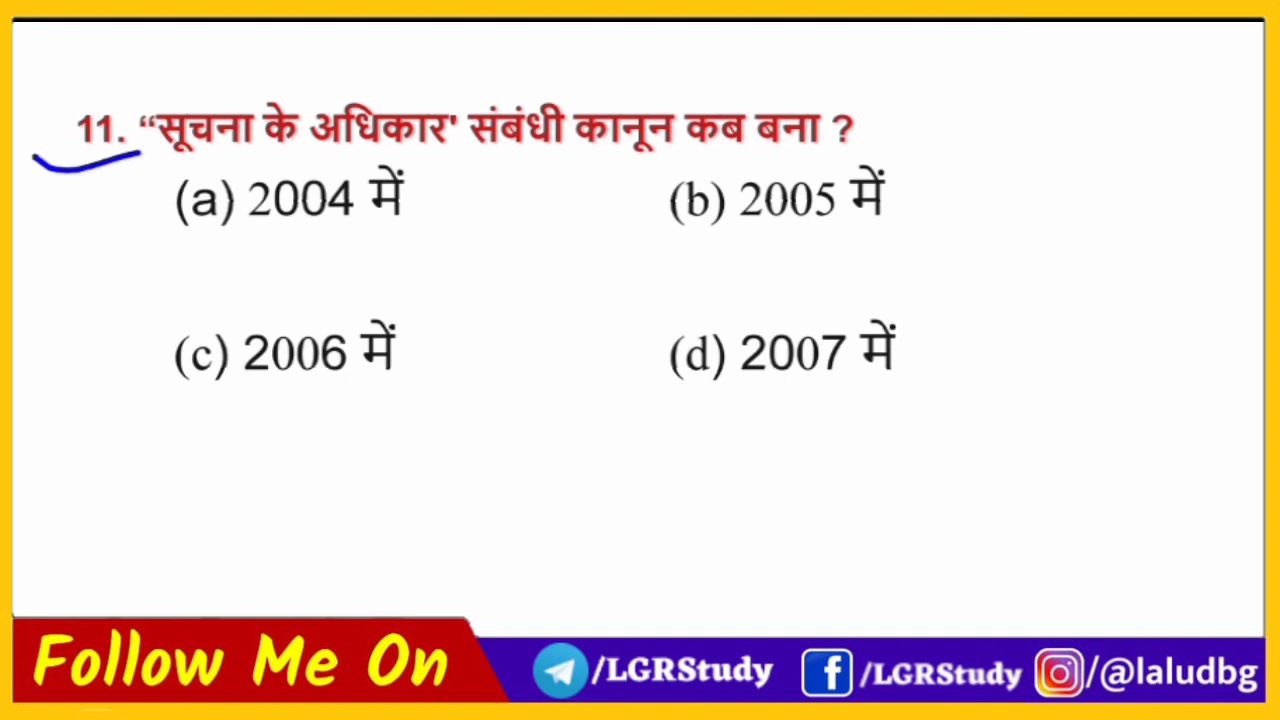 11. “सूचना के अधिकार' संबंधी कानून कब बना ?
(a) 2004 में (b) 2005 में
(c) 2006 में (d) 2007 में
Follow Me On /LGRStudy /LGRStudy /@laludbg